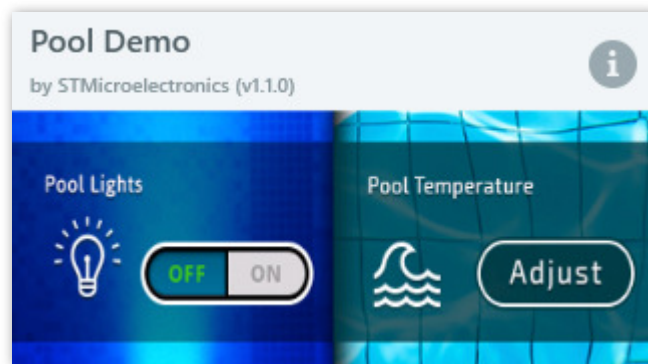 Pool Demo
by STMicroelectronics (v1.1.0)
i
Pool Lights
OFF ON
Pool Temperature
Adjust